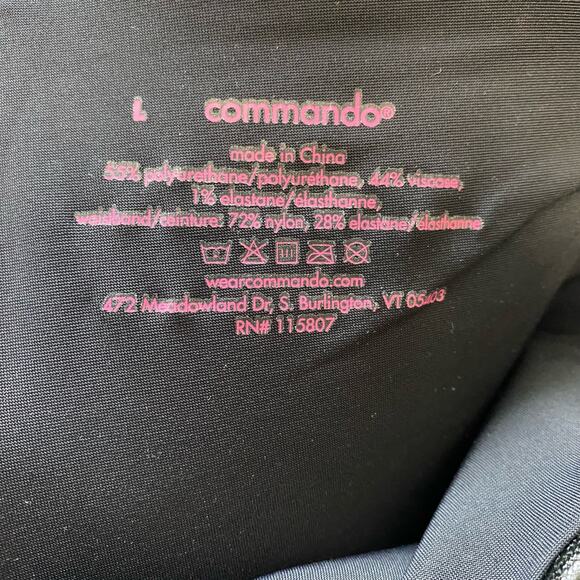 L commando®
made in China
55% polyurethane/polyuréthane, 44% viscose,
1% elastane/élasthanne,
waistband/ceinture: 72% nylon, 28% elastane/élasthanne
wearcommando.com
472 Meadowland Dr, S. Burlington, VT 05403
RN# 115807